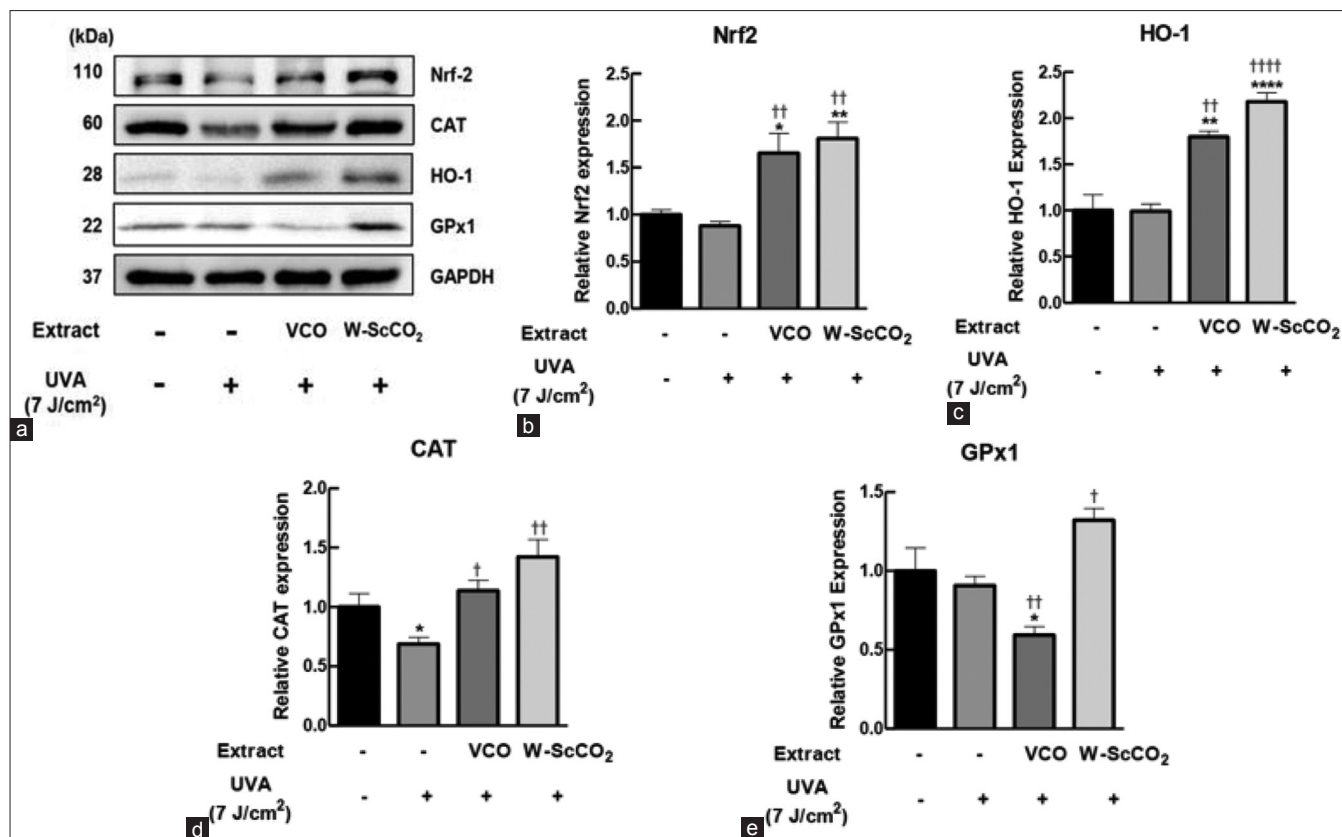 (kDa)
110 Nrf-2
60 CAT
28 HO-1
22 GPx1
37 GAPDH
Extract - - VCO W-ScCO₂
UVA - + + +
(7 J/cm²)
a
Nrf2
Relative Nrf2 expression
2.5
2.0
1.5
1.0
0.5
0.0
†† ††
* **
Extract - - VCO W-ScCO₂
UVA - + + +
(7 J/cm²)
b
HO-1
Relative HO-1 Expression
2.5
2.0
1.5
1.0
0.5
0.0
†† ††††
** ****
Extract - - VCO W-ScCO₂
UVA - + + +
(7 J/cm²)
c
CAT
Relative CAT expression
2.0
1.5
1.0
0.5
0.0
* † ††
Extract - - VCO W-ScCO₂
UVA - + + +
(7 J/cm²)
d
GPx1
Relative GPx1 Expression
1.5
1.0
0.5
0.0
†† †
*
Extract - - VCO W-ScCO₂
UVA - + + +
(7 J/cm²)
e